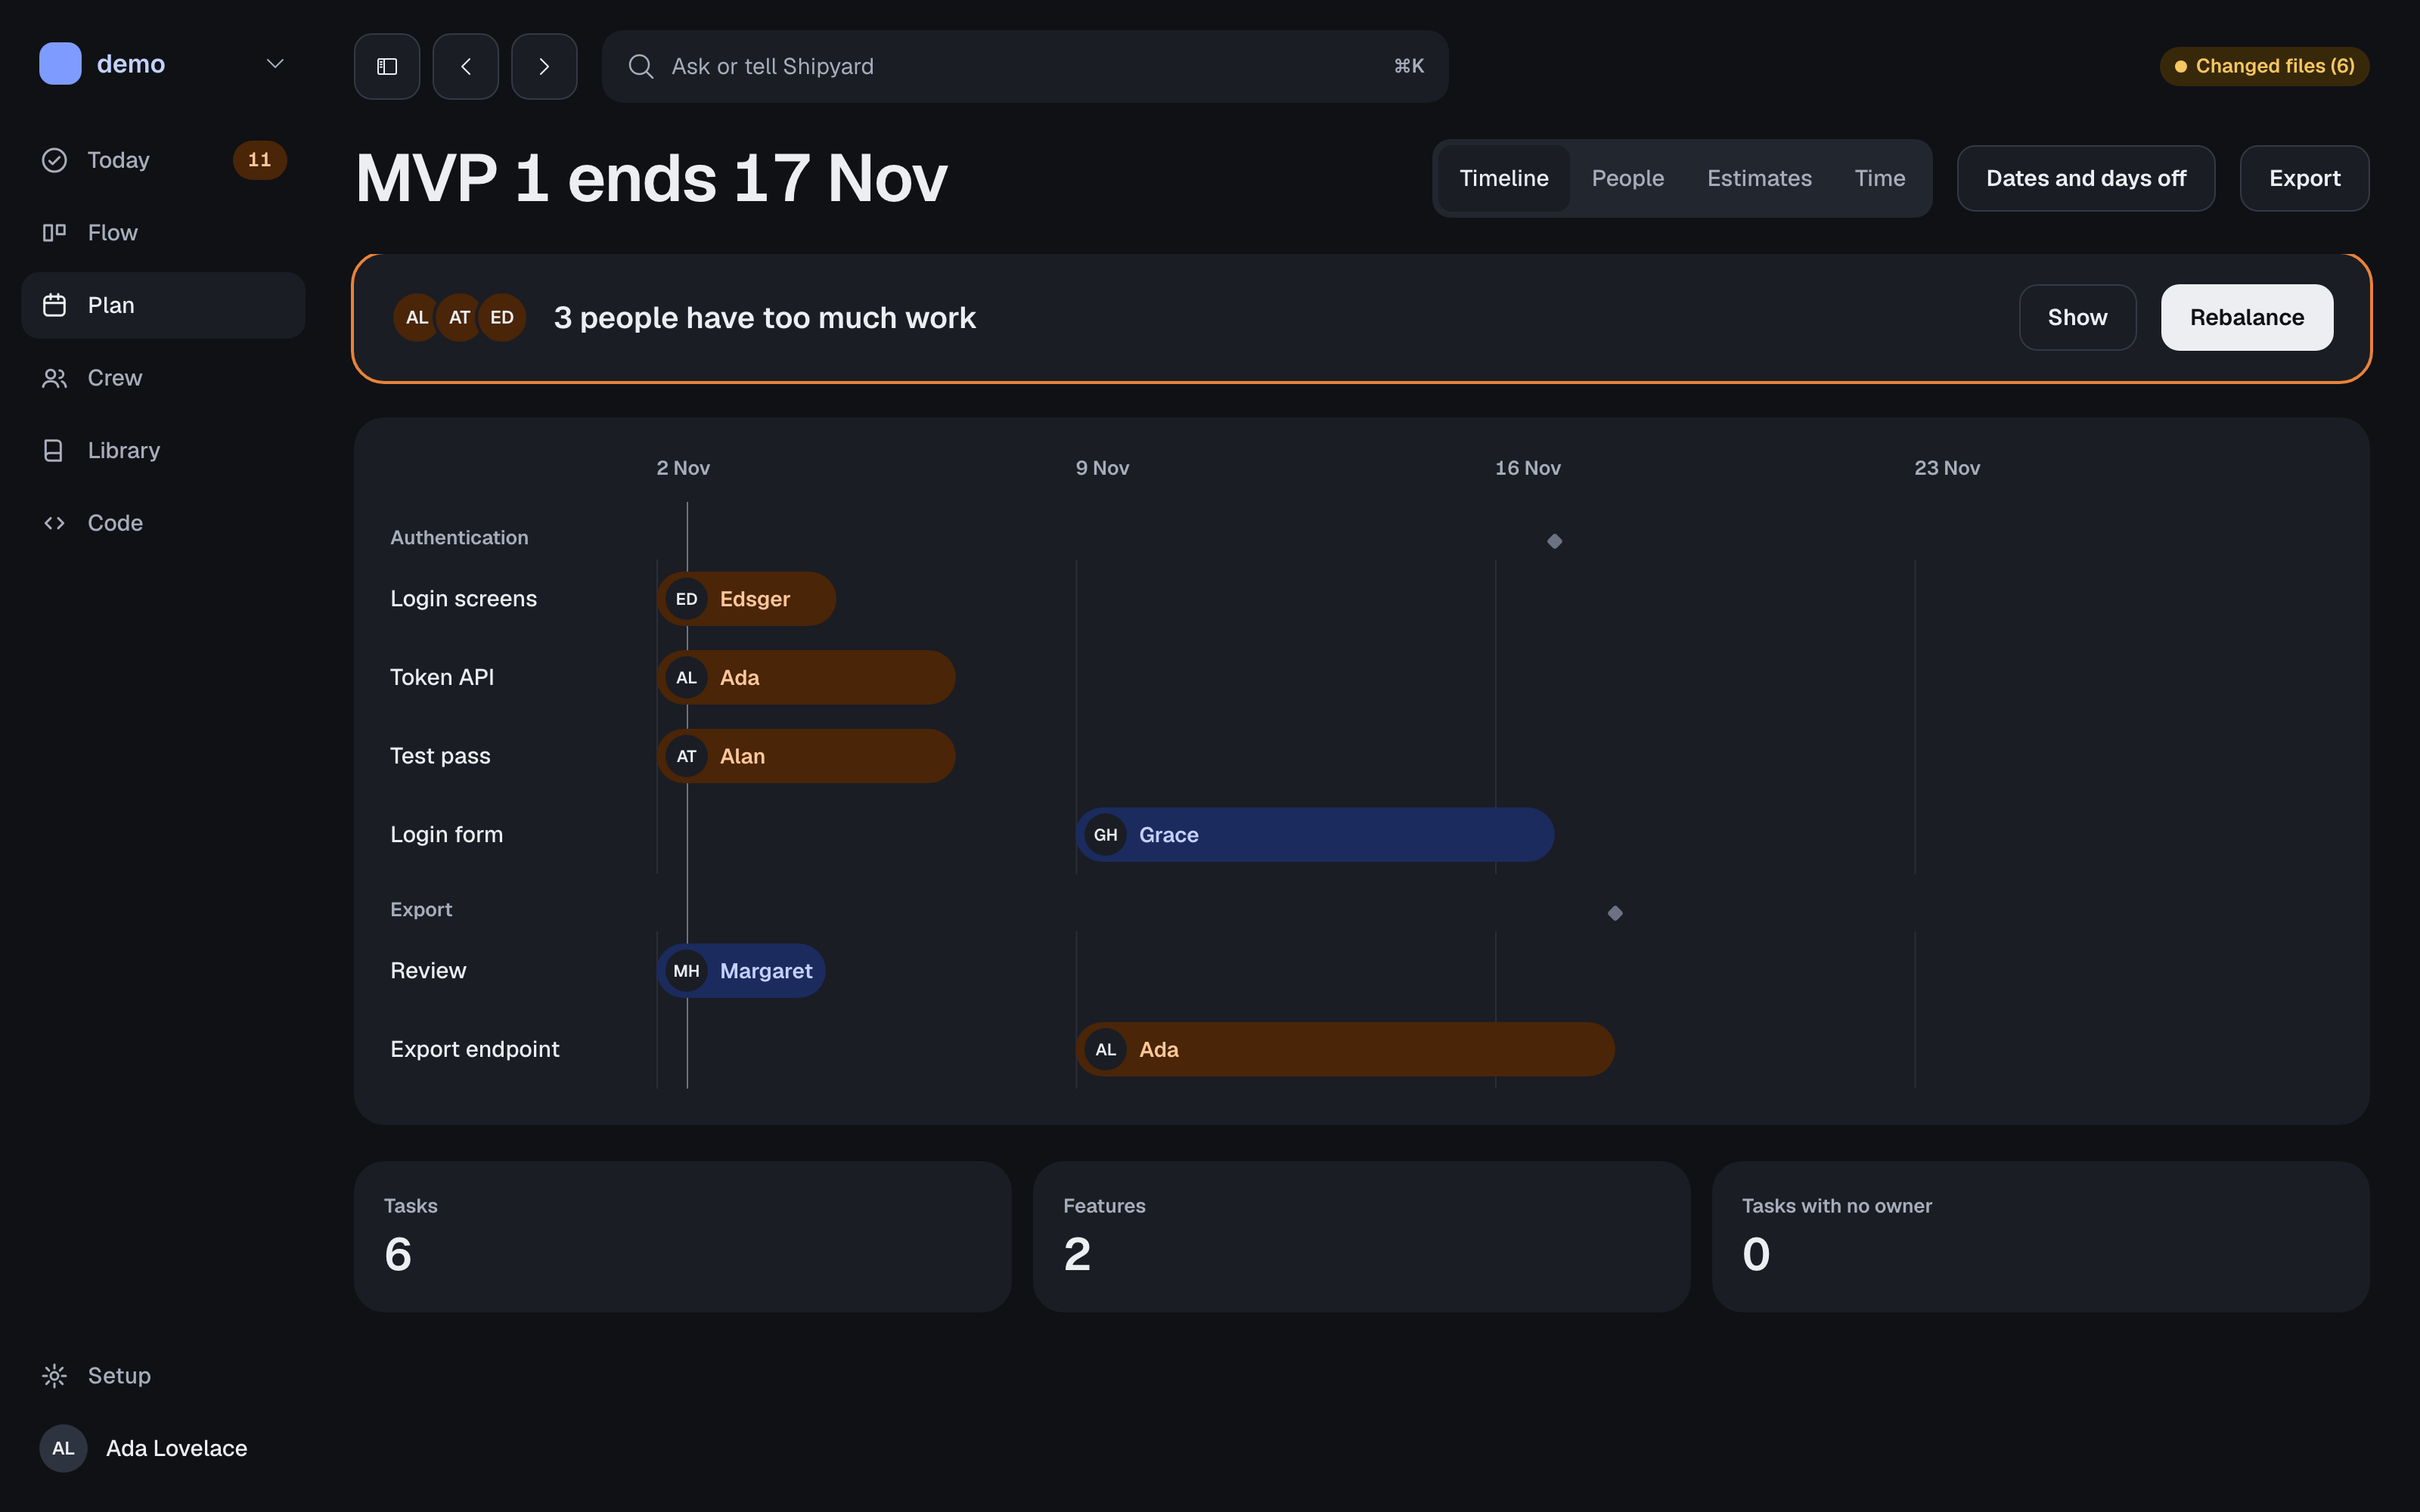 demo
Ask or tell Shipyard ⌘K
Changed files (6)
Today 11
Flow
Plan
Crew
Library
Code
Setup
AL Ada Lovelace
MVP 1 ends 17 Nov
Timeline People Estimates Time
Dates and days off
Export
AL AT ED 3 people have too much work
Show
Rebalance
2 Nov 9 Nov 16 Nov 23 Nov
Authentication
Login screens ED Edsger
Token API AL Ada
Test pass AT Alan
Login form GH Grace
Export
Review MH Margaret
Export endpoint AL Ada
Tasks
6
Features
2
Tasks with no owner
0